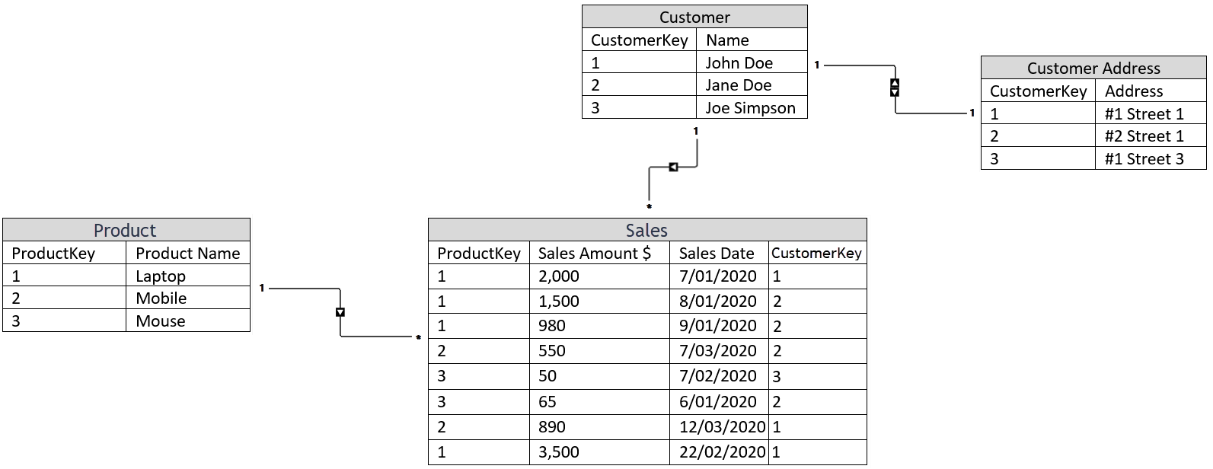 Customer
CustomerKey Name
1 John Doe
2 Jane Doe
3 Joe Simpson
1
1
Customer Address
CustomerKey Address
1 #1 Street 1
2 #2 Street 1
3 #1 Street 3
1
*
Product
ProductKey Product Name
1 Laptop
2 Mobile
3 Mouse
1
*
Sales
ProductKey Sales Amount $ Sales Date CustomerKey
1 2,000 7/01/2020 1
1 1,500 8/01/2020 2
1 980 9/01/2020 2
2 550 7/03/2020 2
3 50 7/02/2020 3
3 65 6/01/2020 2
2 890 12/03/2020 1
1 3,500 22/02/2020 1